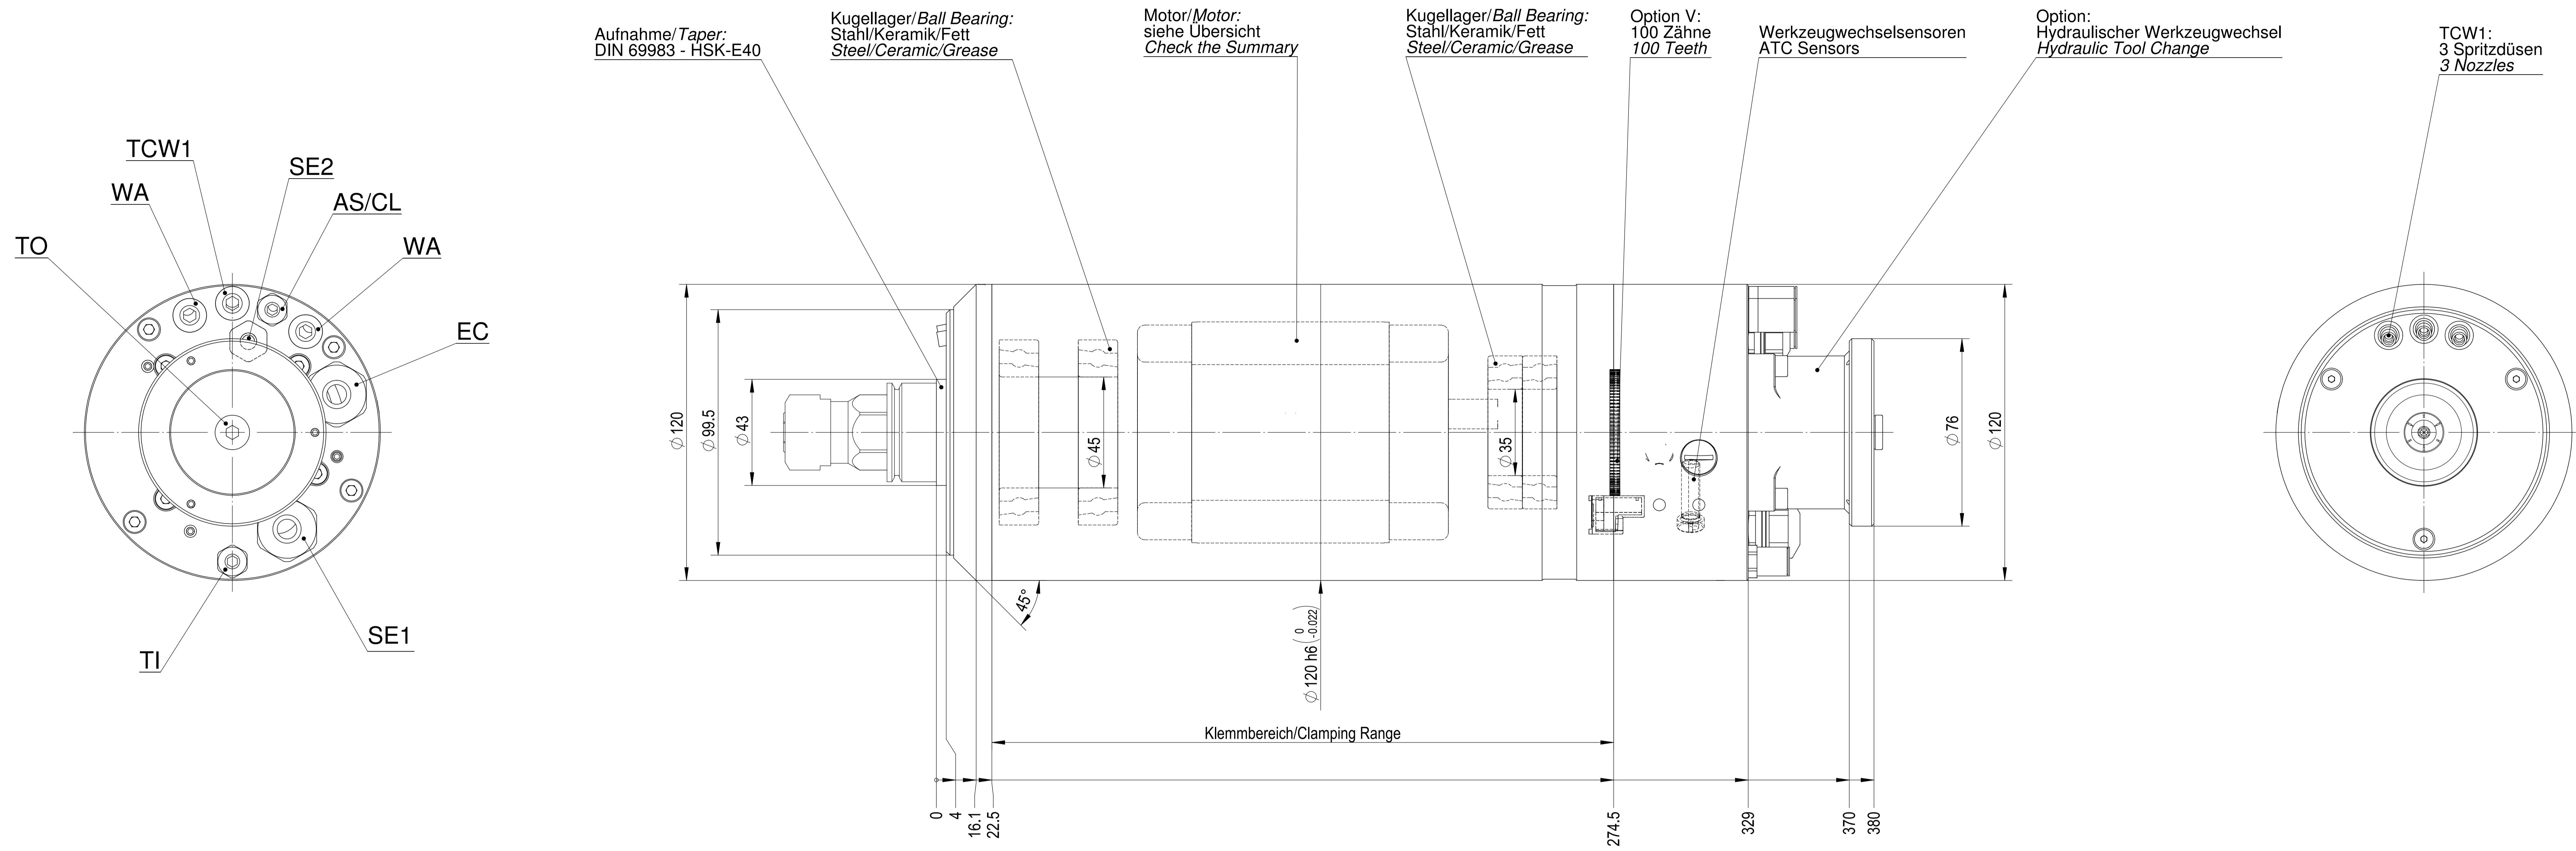 Aufnahme/Taper:
DIN 69983 - HSK-E40
Kugellager/Ball Bearing:
Stahl/Keramik/Fett
Steel/Ceramic/Grease
Motor/Motor:
siehe Übersicht
Check the Summary
Kugellager/Ball Bearing:
Stahl/Keramik/Fett
Steel/Ceramic/Grease
Option V:
100 Zähne
100 Teeth
Werkzeugwechselsensoren
ATC Sensors
Option:
Hydraulischer Werkzeugwechsel
Hydraulic Tool Change
TCW1:
3 Spritzdüsen
3 Nozzles
TCW1
SE2
WA
AS/CL
TO
WA
EC
SE1
TI
⌀120
⌀99.5
⌀43
⌀45
⌀35
⌀76
⌀120
45°
⌀120 h6 (0 / -0.022)
Klemmbereich/Clamping Range
0
4
16.1
22.5
274.5
329
370
380